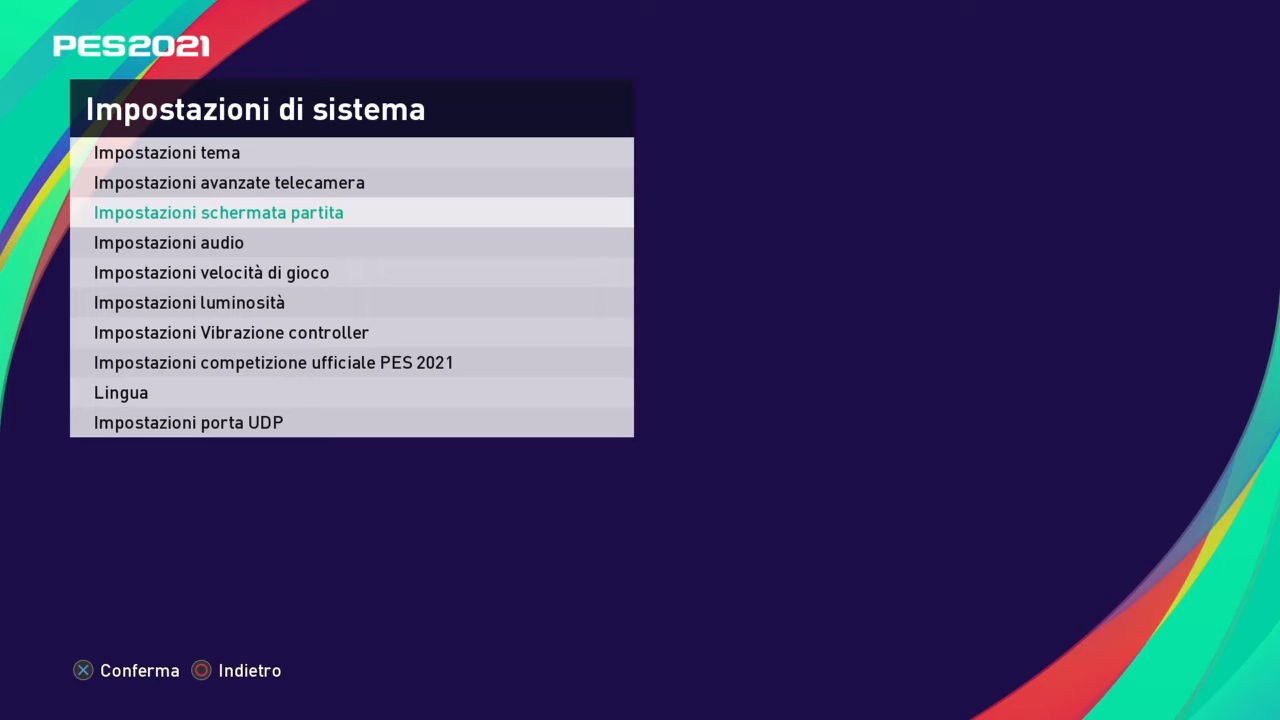 PES2021
Impostazioni di sistema
Impostazioni tema
Impostazioni avanzate telecamera
Impostazioni schermata partita
Impostazioni audio
Impostazioni velocità di gioco
Impostazioni luminosità
Impostazioni Vibrazione controller
Impostazioni competizione ufficiale PES 2021
Lingua
Impostazioni porta UDP
Conferma Indietro